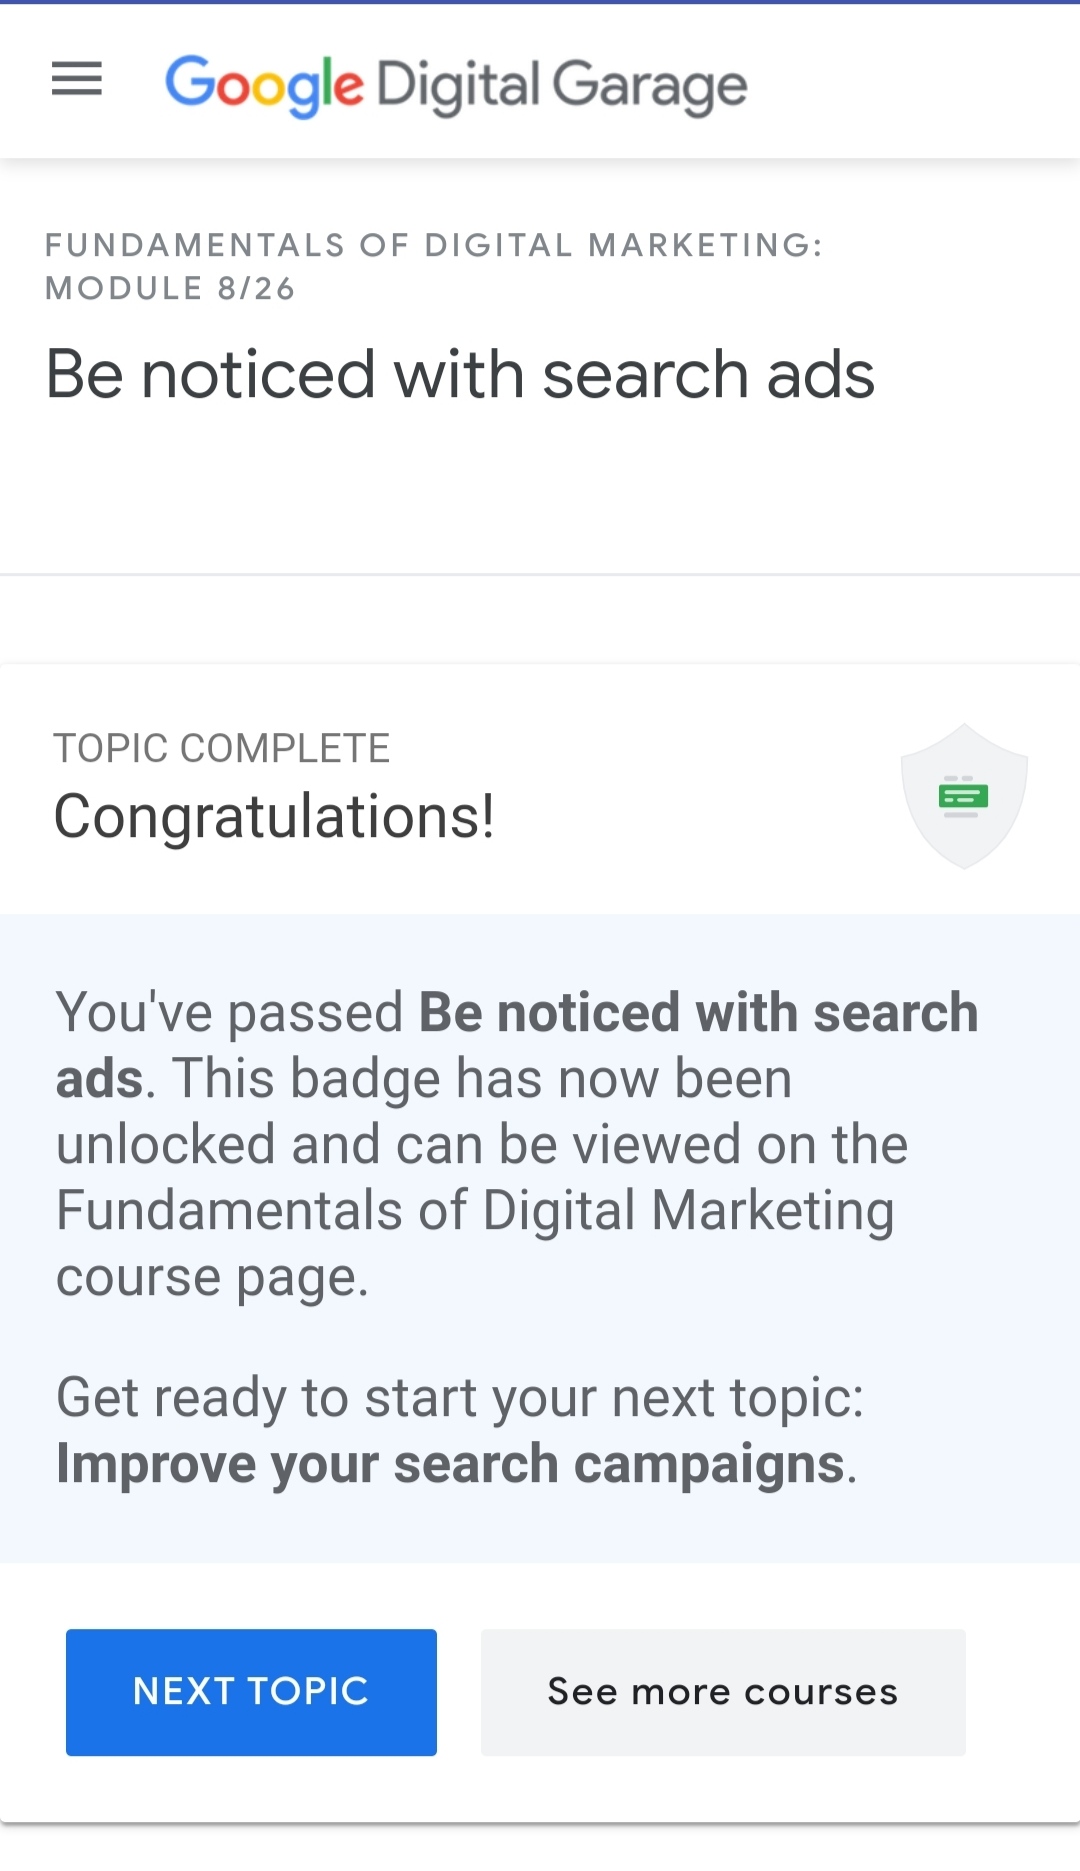 Google Digital Garage
FUNDAMENTALS OF DIGITAL MARKETING:
MODULE 8/26
Be noticed with search ads
TOPIC COMPLETE
Congratulations!
You've passed Be noticed with search
ads. This badge has now been
unlocked and can be viewed on the
Fundamentals of Digital Marketing
course page.
Get ready to start your next topic:
Improve your search campaigns.
NEXT TOPIC
See more courses